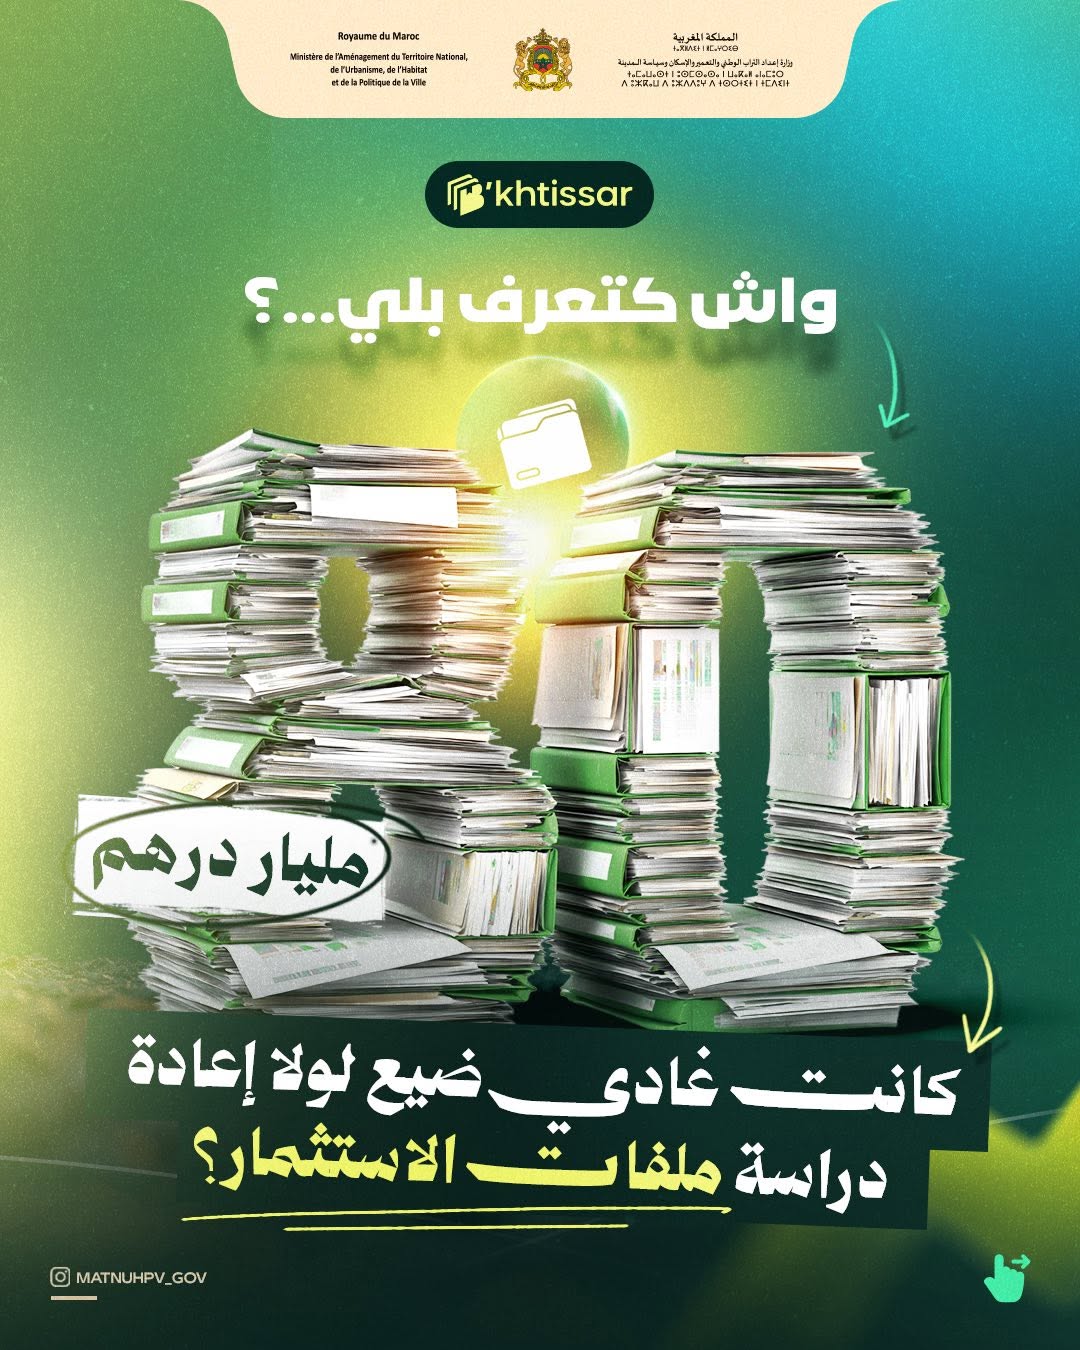 Royaume du Maroc
Ministère de l'Aménagement du Territoire National,
de l'Urbanisme, de l'Habitat
et de la Politique de la Ville
المملكة المغربية
ⵜⴰⴳⵍⴷⵉⵜ ⵏ ⵍⵎⵖⵔⵉⴱ
وزارة إعداد التراب الوطني والتعمير والإسكان وسياسة المدينة
'khtissar
واش كتعرف بلي...؟
80
مليار درهم
كانت غادي ضيع لولا إعادة
دراسة ملفات الاستثمار؟
MATNUHPV_GOV